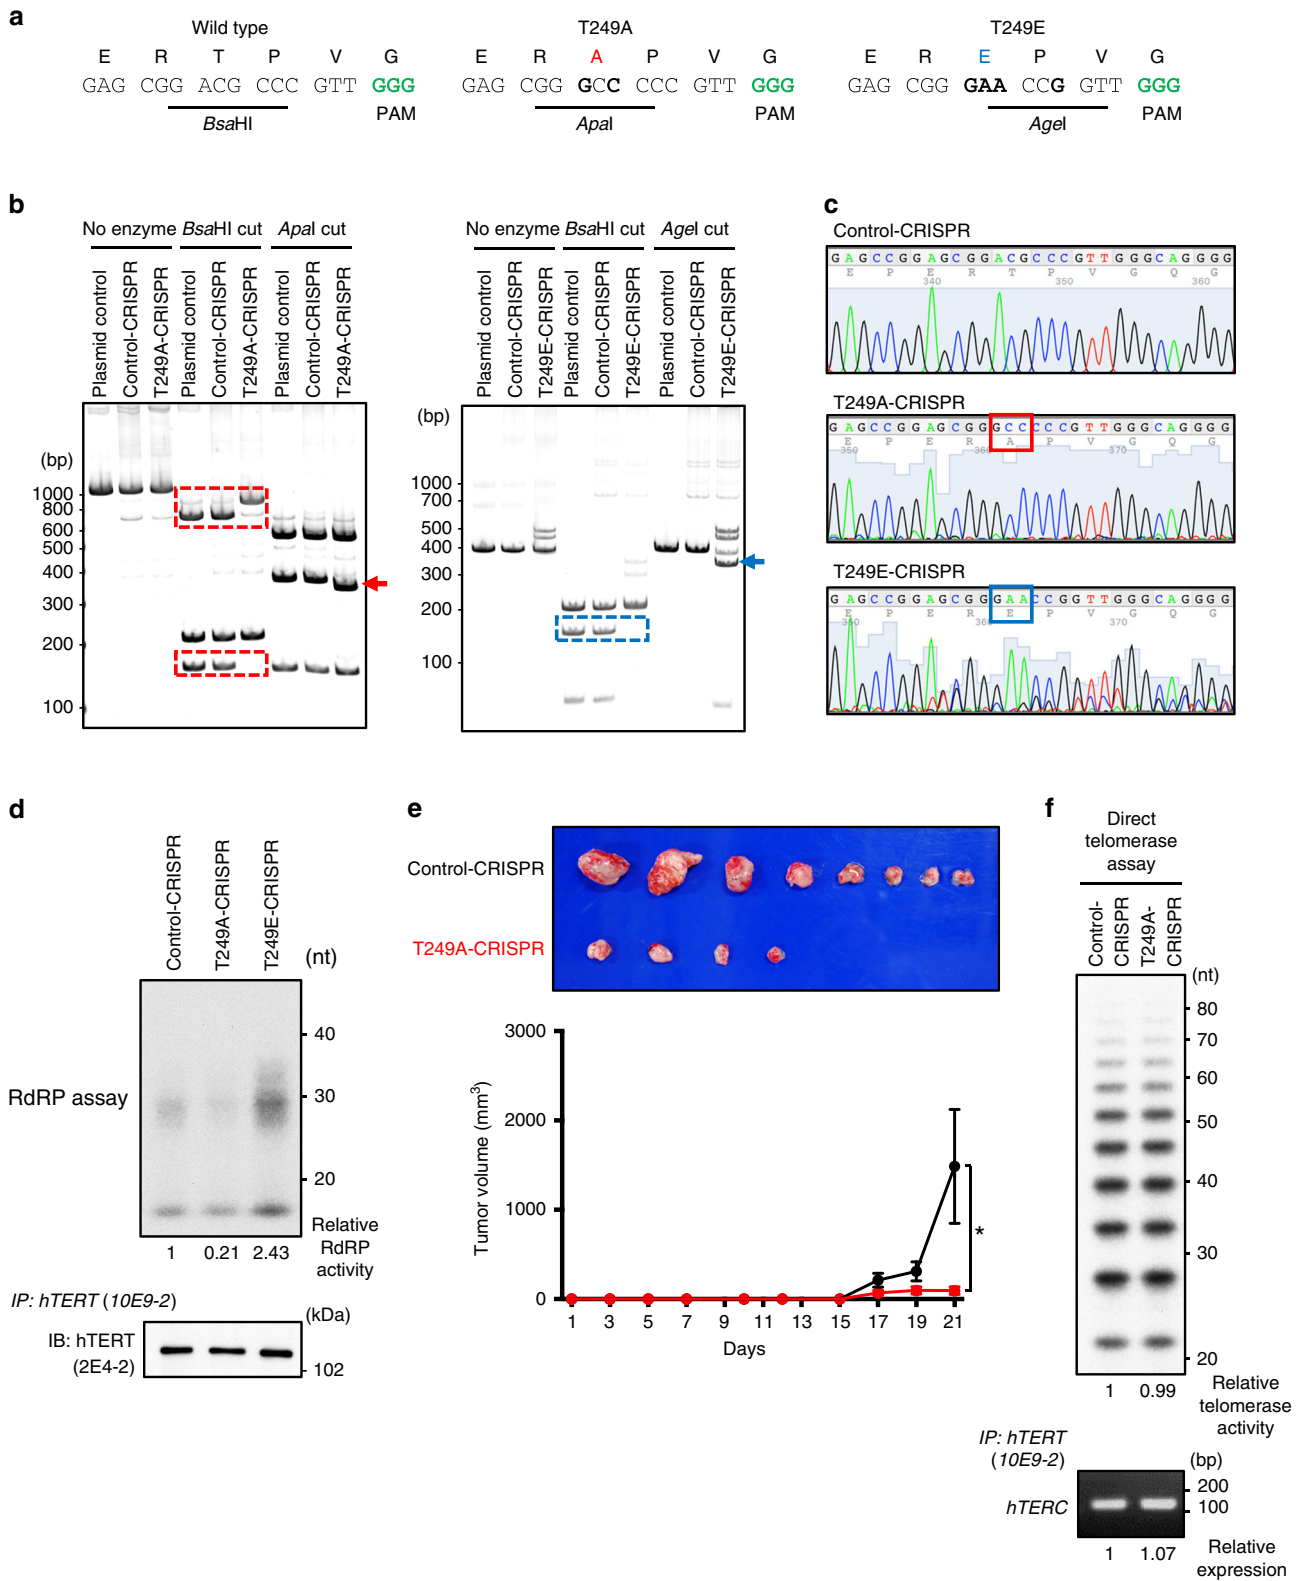 a
Wild type
E R T P V G
GAG CGG ACG CCC GTT GGG
BsaHI
PAM
T249A
E R A P V G
GAG CGG GCC CCC GTT GGG
ApaI
PAM
T249E
E R E P V G
GAG CGG GAA CCG GTT GGG
AgeI
PAM
b
No enzyme BsaHI cut ApaI cut
Plasmid control
Control-CRISPR
T249A-CRISPR
Plasmid control
Control-CRISPR
T249A-CRISPR
Plasmid control
Control-CRISPR
T249A-CRISPR
(bp)
1000
800
600
500
400
300
200
100
No enzyme BsaHI cut AgeI cut
Plasmid control
Control-CRISPR
T249E-CRISPR
Plasmid control
Control-CRISPR
T249E-CRISPR
Plasmid control
Control-CRISPR
T249E-CRISPR
(bp)
1000
700
500
400
300
200
100
c
Control-CRISPR
G A G C C G G A G C G G A C G C C C G T T G G G C A G G G G
E P E R T P V G Q G
340 350 360
T249A-CRISPR
G A G C C G G A G C G G G C C C C C G T T G G G C A G G G G
E P E R A P V G Q G
350 360 370
T249E-CRISPR
G A G C C G G A G C G G G A A C C G G T T G G G C A G G G G
E P E R E P V G Q G
350 360 370
d
Control-CRISPR
T249A-CRISPR
T249E-CRISPR
(nt)
40
30
20
RdRP assay
1 0.21 2.43
Relative
RdRP
activity
IP: hTERT (10E9-2)
(kDa)
IB: hTERT
(2E4-2)
102
e
Control-CRISPR
T249A-CRISPR
Tumor volume (mm3)
3000
2000
1000
0
*
1 3 5 7 9 11 13 15 17 19 21
Days
f
Direct
telomerase
assay
Control-
CRISPR
T249A-
CRISPR
(nt)
80
70
60
50
40
30
20
1 0.99
Relative
telomerase
activity
IP: hTERT
(10E9-2)
(bp)
200
100
hTERC
1 1.07
Relative
expression